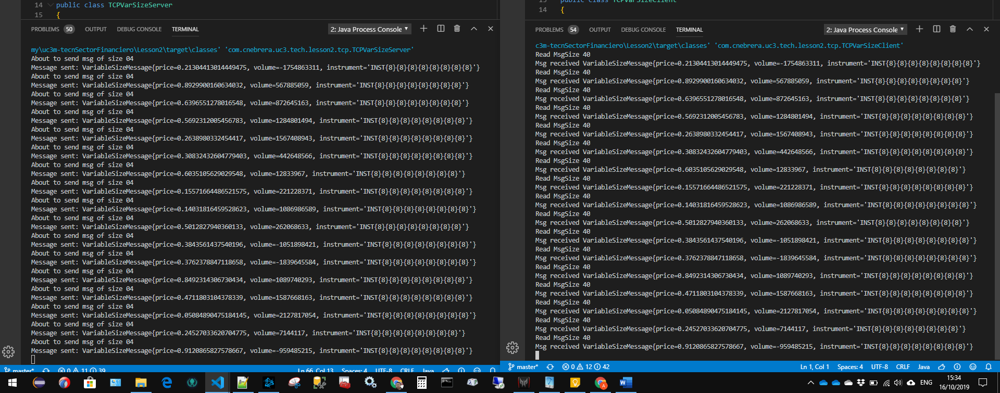 14 public class TCPVarSizeServer
15 {
PROBLEMS 50 OUTPUT DEBUG CONSOLE TERMINAL 2: Java Process Console
my\uc3m-tecnSectorFinanciero\Lesson2\target\classes' 'com.cnebrera.uc3.tech.lesson2.tcp.TCPVarSizeServer'
About to send msg of size 04
Message sent: VariableSizeMessage{price=0.21304413014449475, volume=-1754863311, instrument='INST{8}{8}{8}{8}{8}{8}{8}{8}'}
About to send msg of size 04
Message sent: VariableSizeMessage{price=0.8929900160634032, volume=567885059, instrument='INST{8}{8}{8}{8}{8}{8}{8}{8}'}
About to send msg of size 04
Message sent: VariableSizeMessage{price=0.6396551278016548, volume=872645163, instrument='INST{8}{8}{8}{8}{8}{8}{8}{8}'}
About to send msg of size 04
Message sent: VariableSizeMessage{price=0.5692312005456783, volume=1284801494, instrument='INST{8}{8}{8}{8}{8}{8}{8}{8}'}
About to send msg of size 04
Message sent: VariableSizeMessage{price=0.2638980332454417, volume=1567408943, instrument='INST{8}{8}{8}{8}{8}{8}{8}{8}'}
About to send msg of size 04
Message sent: VariableSizeMessage{price=0.30832432604779403, volume=442648566, instrument='INST{8}{8}{8}{8}{8}{8}{8}{8}'}
About to send msg of size 04
Message sent: VariableSizeMessage{price=0.6035105629029548, volume=12833967, instrument='INST{8}{8}{8}{8}{8}{8}{8}{8}'}
About to send msg of size 04
Message sent: VariableSizeMessage{price=0.15571664486521575, volume=221228371, instrument='INST{8}{8}{8}{8}{8}{8}{8}{8}'}
About to send msg of size 04
Message sent: VariableSizeMessage{price=0.14031816459528623, volume=1086986589, instrument='INST{8}{8}{8}{8}{8}{8}{8}{8}'}
About to send msg of size 04
Message sent: VariableSizeMessage{price=0.5012827940360133, volume=262068633, instrument='INST{8}{8}{8}{8}{8}{8}{8}{8}'}
About to send msg of size 04
Message sent: VariableSizeMessage{price=0.3843561437540196, volume=-1051898421, instrument='INST{8}{8}{8}{8}{8}{8}{8}{8}'}
About to send msg of size 04
Message sent: VariableSizeMessage{price=0.3762378847118658, volume=-1839645584, instrument='INST{8}{8}{8}{8}{8}{8}{8}{8}'}
About to send msg of size 04
Message sent: VariableSizeMessage{price=0.8492314306730434, volume=1089740293, instrument='INST{8}{8}{8}{8}{8}{8}{8}{8}'}
About to send msg of size 04
Message sent: VariableSizeMessage{price=0.4711803104378339, volume=1587668163, instrument='INST{8}{8}{8}{8}{8}{8}{8}{8}'}
About to send msg of size 04
Message sent: VariableSizeMessage{price=0.05084890475184145, volume=2127817054, instrument='INST{8}{8}{8}{8}{8}{8}{8}{8}'}
About to send msg of size 04
Message sent: VariableSizeMessage{price=0.24527033620704775, volume=7144117, instrument='INST{8}{8}{8}{8}{8}{8}{8}{8}'}
About to send msg of size 04
Message sent: VariableSizeMessage{price=0.9120865827578667, volume=-959485215, instrument='INST{8}{8}{8}{8}{8}{8}{8}{8}'}
master* 0 11 39 Ln 66, Col 13 Spaces: 4 UTF-8 CRLF Java
public class TCPVarSizeClient
14 {
PROBLEMS 54 OUTPUT DEBUG CONSOLE TERMINAL 2: Java Process Console
c3m-tecnSectorFinanciero\Lesson2\target\classes' 'com.cnebrera.uc3.tech.lesson2.tcp.TCPVarSizeClient'
Read MsgSize 40
Msg received VariableSizeMessage{price=0.21304413014449475, volume=-1754863311, instrument='INST{8}{8}{8}{8}{8}{8}{8}{8}'}
Read MsgSize 40
Msg received VariableSizeMessage{price=0.8929900160634032, volume=567885059, instrument='INST{8}{8}{8}{8}{8}{8}{8}{8}'}
Read MsgSize 40
Msg received VariableSizeMessage{price=0.6396551278016548, volume=872645163, instrument='INST{8}{8}{8}{8}{8}{8}{8}{8}'}
Read MsgSize 40
Msg received VariableSizeMessage{price=0.5692312005456783, volume=1284801494, instrument='INST{8}{8}{8}{8}{8}{8}{8}{8}'}
Read MsgSize 40
Msg received VariableSizeMessage{price=0.2638980332454417, volume=1567408943, instrument='INST{8}{8}{8}{8}{8}{8}{8}{8}'}
Read MsgSize 40
Msg received VariableSizeMessage{price=0.30832432604779403, volume=442648566, instrument='INST{8}{8}{8}{8}{8}{8}{8}{8}'}
Read MsgSize 40
Msg received VariableSizeMessage{price=0.6035105629029548, volume=12833967, instrument='INST{8}{8}{8}{8}{8}{8}{8}{8}'}
Read MsgSize 40
Msg received VariableSizeMessage{price=0.15571664486521575, volume=221228371, instrument='INST{8}{8}{8}{8}{8}{8}{8}{8}'}
Read MsgSize 40
Msg received VariableSizeMessage{price=0.14031816459528623, volume=1086986589, instrument='INST{8}{8}{8}{8}{8}{8}{8}{8}'}
Read MsgSize 40
Msg received VariableSizeMessage{price=0.5012827940360133, volume=262068633, instrument='INST{8}{8}{8}{8}{8}{8}{8}{8}'}
Read MsgSize 40
Msg received VariableSizeMessage{price=0.3843561437540196, volume=-1051898421, instrument='INST{8}{8}{8}{8}{8}{8}{8}{8}'}
Read MsgSize 40
Msg received VariableSizeMessage{price=0.3762378847118658, volume=-1839645584, instrument='INST{8}{8}{8}{8}{8}{8}{8}{8}'}
Read MsgSize 40
Msg received VariableSizeMessage{price=0.8492314306730434, volume=1089740293, instrument='INST{8}{8}{8}{8}{8}{8}{8}{8}'}
Read MsgSize 40
Msg received VariableSizeMessage{price=0.4711803104378339, volume=1587668163, instrument='INST{8}{8}{8}{8}{8}{8}{8}{8}'}
Read MsgSize 40
Msg received VariableSizeMessage{price=0.05084890475184145, volume=2127817054, instrument='INST{8}{8}{8}{8}{8}{8}{8}{8}'}
Read MsgSize 40
Msg received VariableSizeMessage{price=0.24527033620704775, volume=7144117, instrument='INST{8}{8}{8}{8}{8}{8}{8}{8}'}
Read MsgSize 40
Msg received VariableSizeMessage{price=0.9120865827578667, volume=-959485215, instrument='INST{8}{8}{8}{8}{8}{8}{8}{8}'}
master* 0 12 42 Ln 1, Col 1 Spaces: 4 UTF-8 CRLF Java
ENG 15:34
16/10/2019